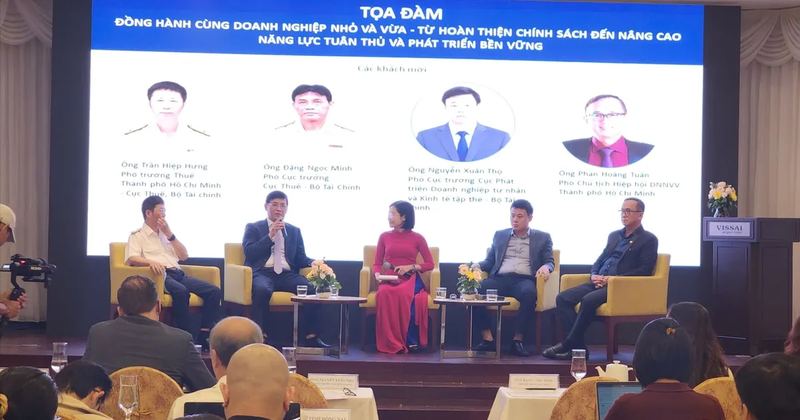 TỌA ĐÀM
ĐỒNG HÀNH CÙNG DOANH NGHIỆP NHỎ VÀ VỪA - TỪ HOÀN THIỆN CHÍNH SÁCH ĐẾN NÂNG CAO
NĂNG LỰC TUÂN THỦ VÀ PHÁT TRIỂN BỀN VỮNG
Các khách mời
Ông Trần Hiệp Hưng
Phó trưởng Thuế
Thành phố Hồ Chí Minh
- Cục Thuế, Bộ Tài chính
Ông Đặng Ngọc Minh
Phó Cục trưởng
Cục Thuế - Bộ Tài Chính
Ông Nguyễn Xuân Thọ
Phó Cục trưởng Cục Phát
triển Doanh nghiệp tư nhân
và Kinh tế tập thể - Bộ Tài
chính
Ông Phan Hoàng Tuấn
Phó Chủ tịch Hiệp hội DNNVV
Thành phố Hồ Chí Minh
VISSAI